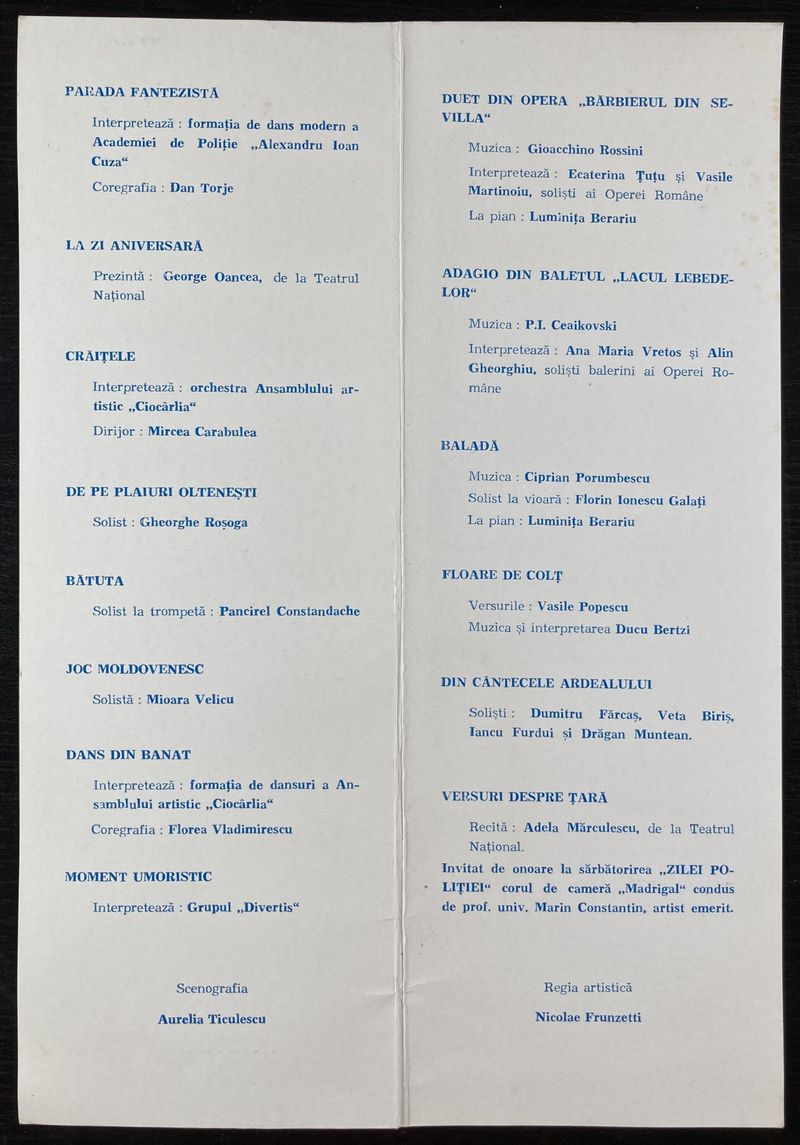 PARADA FANTEZISTĂ
Interpretează : formația de dans modern a
Academiei de Poliție „Alexandru Ioan
Cuza“
Coregrafia : Dan Torje
LA ZI ANIVERSARĂ
Prezintă : George Oancea, de la Teatrul
Național
CRĂIȚELE
Interpretează : orchestra Ansamblului ar-
tistic „Ciocârlia“
Dirijor : Mircea Carabulea
DE PE PLAIURI OLTENEȘTI
Solist : Gheorghe Roșoga
BĂTUTA
Solist la trompetă : Pancirel Constandache
JOC MOLDOVENESC
Solistă : Mioara Velicu
DANS DIN BANAT
Interpretează : formația de dansuri a An-
samblului artistic „Ciocârlia“
Coregrafia : Florea Vladimirescu
MOMENT UMORISTIC
Interpretează : Grupul „Divertis“
Scenografia
Aurelia Ticulescu
DUET DIN OPERA „BĂRBIERUL DIN SE-
VILLA“
Muzica : Gioacchino Rossini
Interpretează : Ecaterina Țuțu și Vasile
Martinoiu, soliști ai Operei Române
La pian : Luminița Berariu
ADAGIO DIN BALETUL „LACUL LEBEDE-
LOR“
Muzica : P.I. Ceaikovski
Interpretează : Ana Maria Vretos și Alin
Gheorghiu, soliști balerini ai Operei Ro-
mâne
BALADĂ
Muzica : Ciprian Porumbescu
Solist la vioară : Florin Ionescu Galați
La pian : Luminița Berariu
FLOARE DE COLȚ
Versurile : Vasile Popescu
Muzica și interpretarea Ducu Bertzi
DIN CÂNTECELE ARDEALULUI
Soliști : Dumitru Fărcaș, Veta Biriș,
Iancu Furdui și Drăgan Muntean.
VERSURI DESPRE ȚARĂ
Recită : Adela Mărculescu, de la Teatrul
Național.
Invitat de onoare la sărbătorirea „ZILEI PO-
LIȚIEI“ corul de cameră „Madrigal“ condus
de prof. univ. Marin Constantin, artist emerit.
Regia artistică
Nicolae Frunzetti